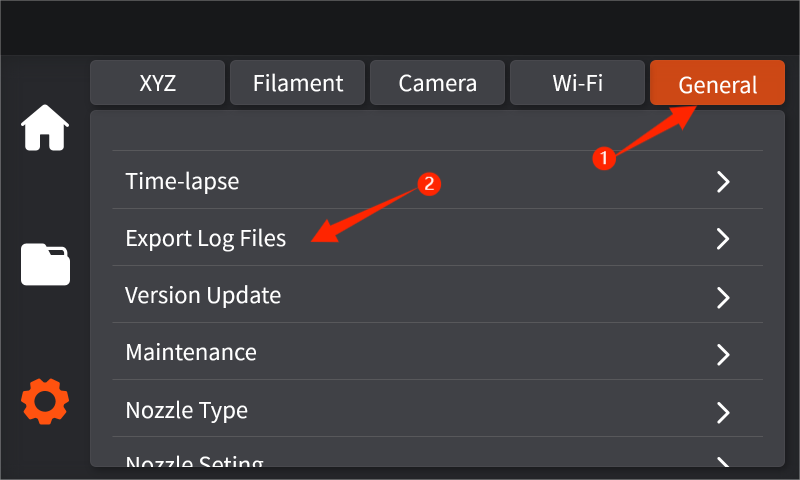 XYZ
Filament
Camera
Wi-Fi
General
1
Time-lapse
2
Export Log Files
Version Update
Maintenance
Nozzle Type
Nozzle Seting